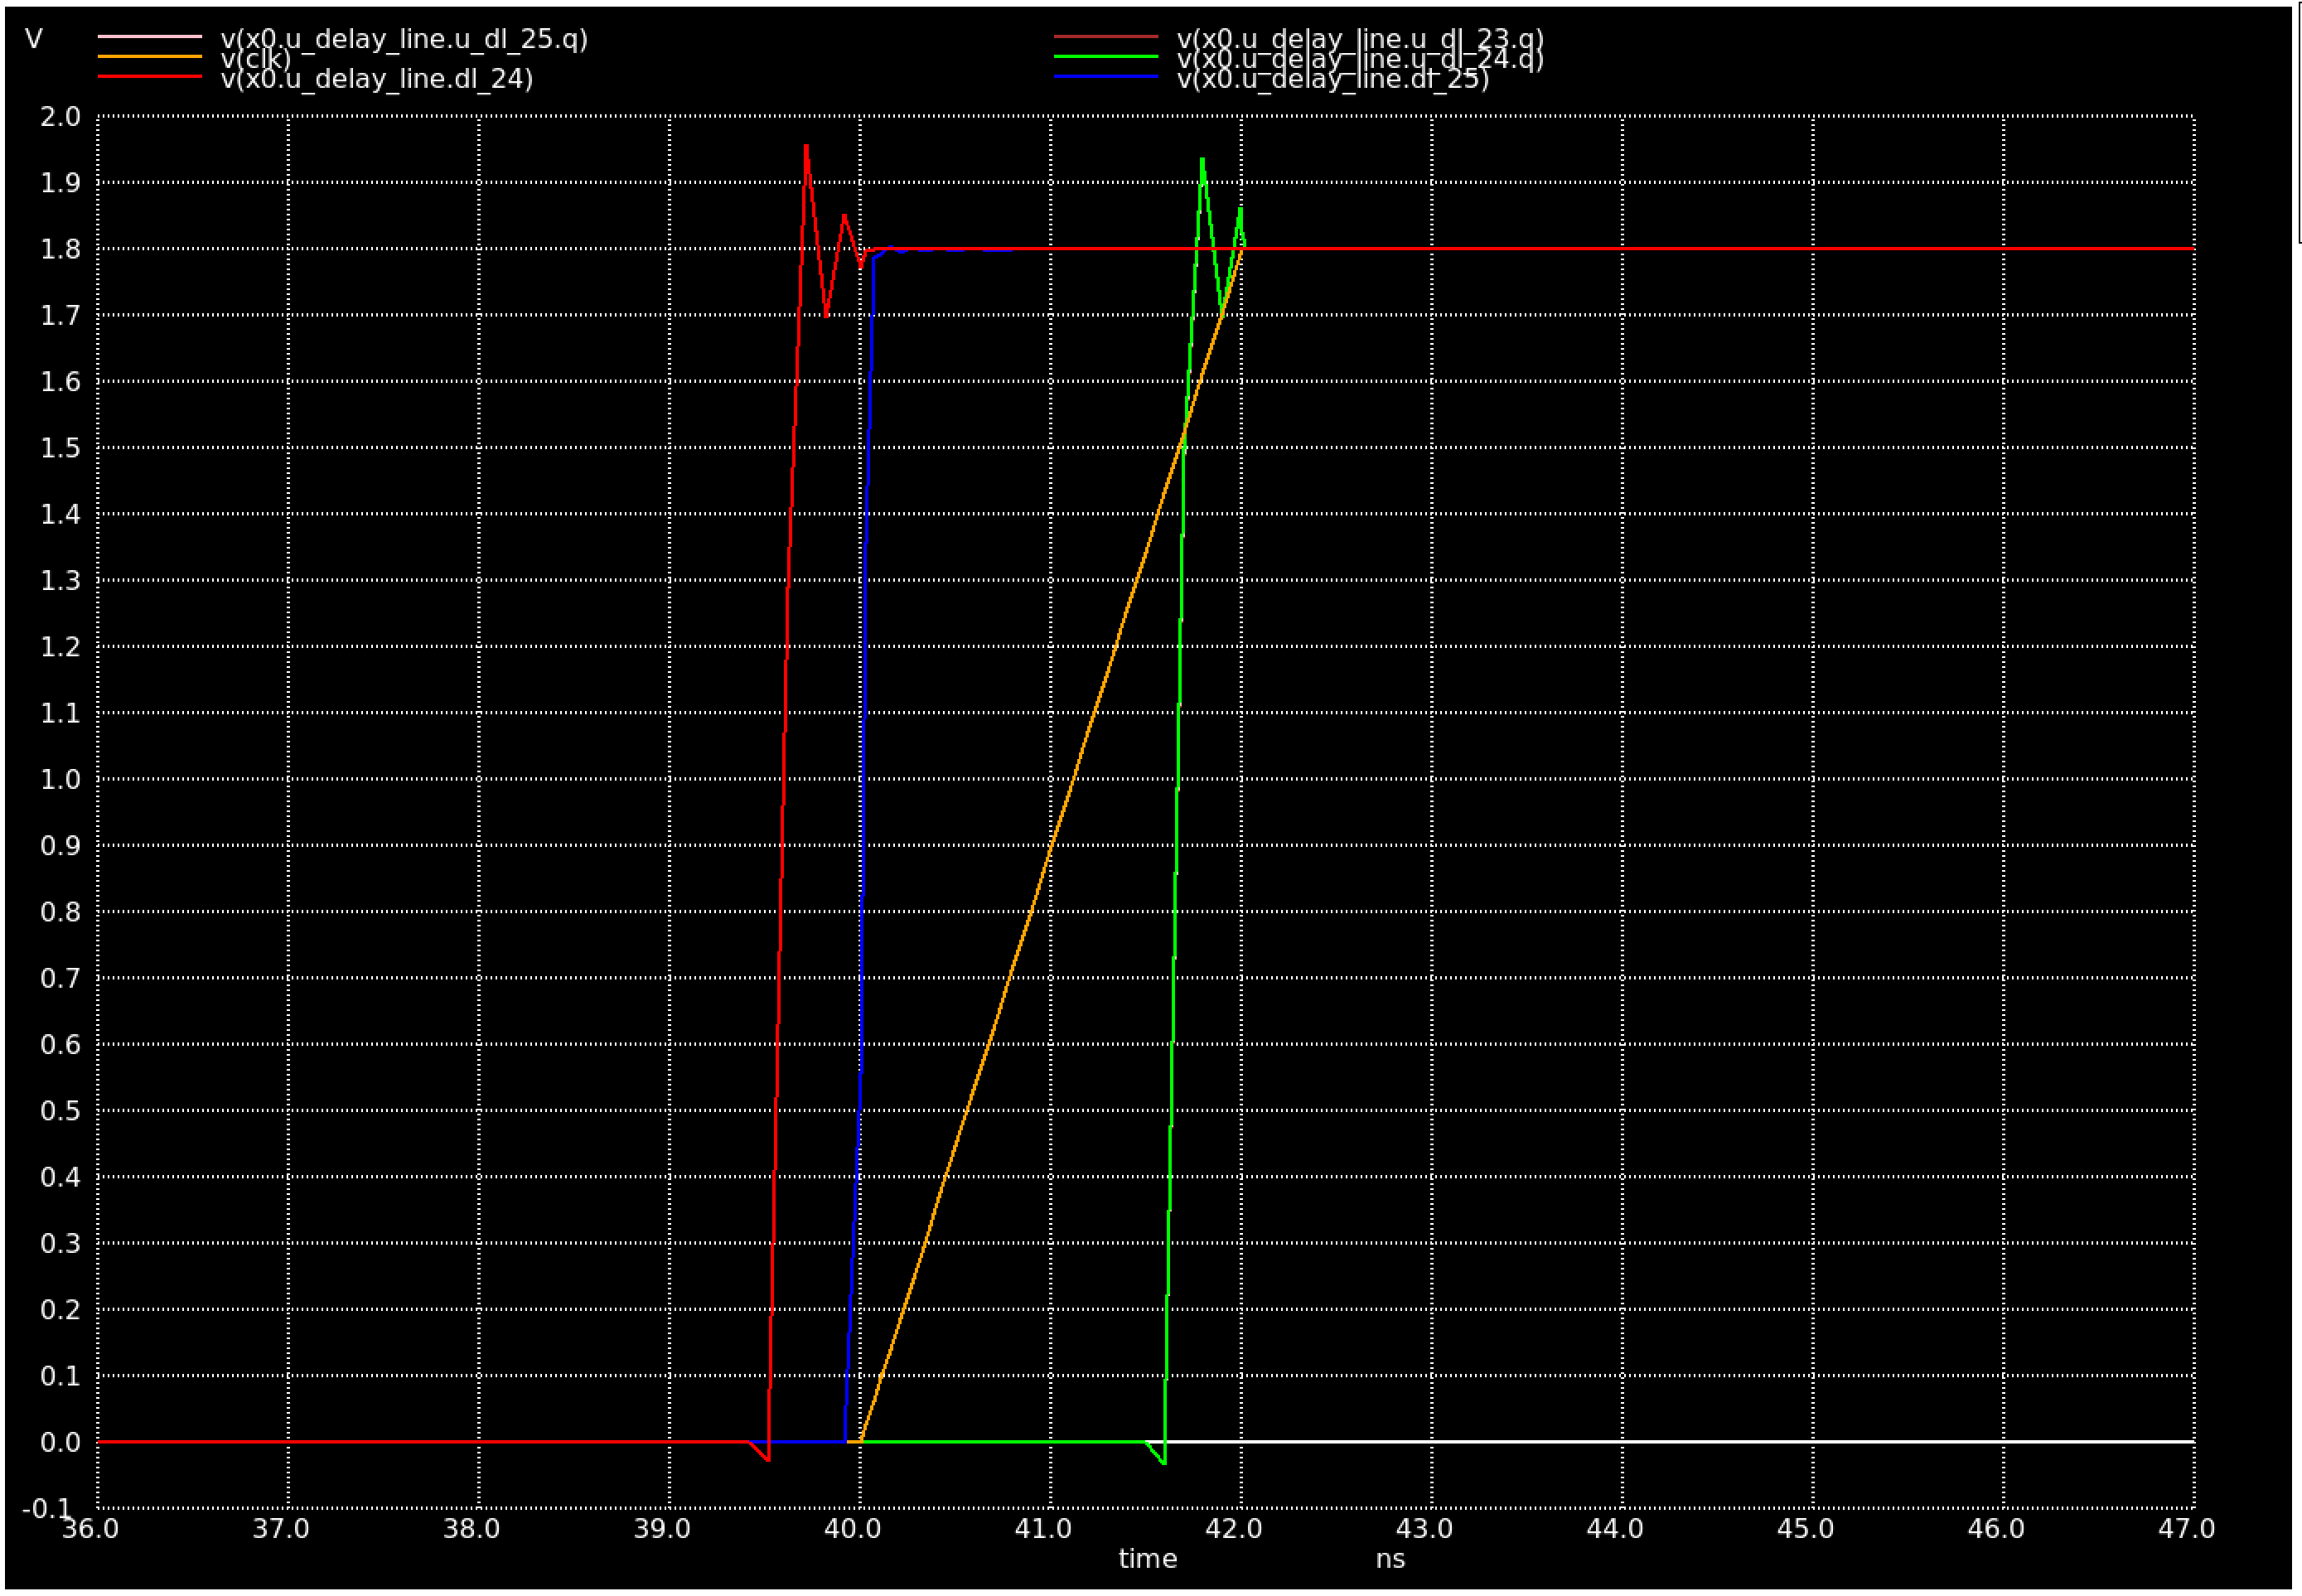 V
v(x0.u_delay_line.u_dl_25.q)
v(clk)
v(x0.u_delay_line.dl_24)
v(x0.u_delay_line.u_dl_23.q)
v(x0.u_delay_line.u_dl_24.q)
v(x0.u_delay_line.dl_25)
2.0
1.9
1.8
1.7
1.6
1.5
1.4
1.3
1.2
1.1
1.0
0.9
0.8
0.7
0.6
0.5
0.4
0.3
0.2
0.1
0.0
-0.1
36.0 37.0 38.0 39.0 40.0 41.0 42.0 43.0 44.0 45.0 46.0 47.0
time ns